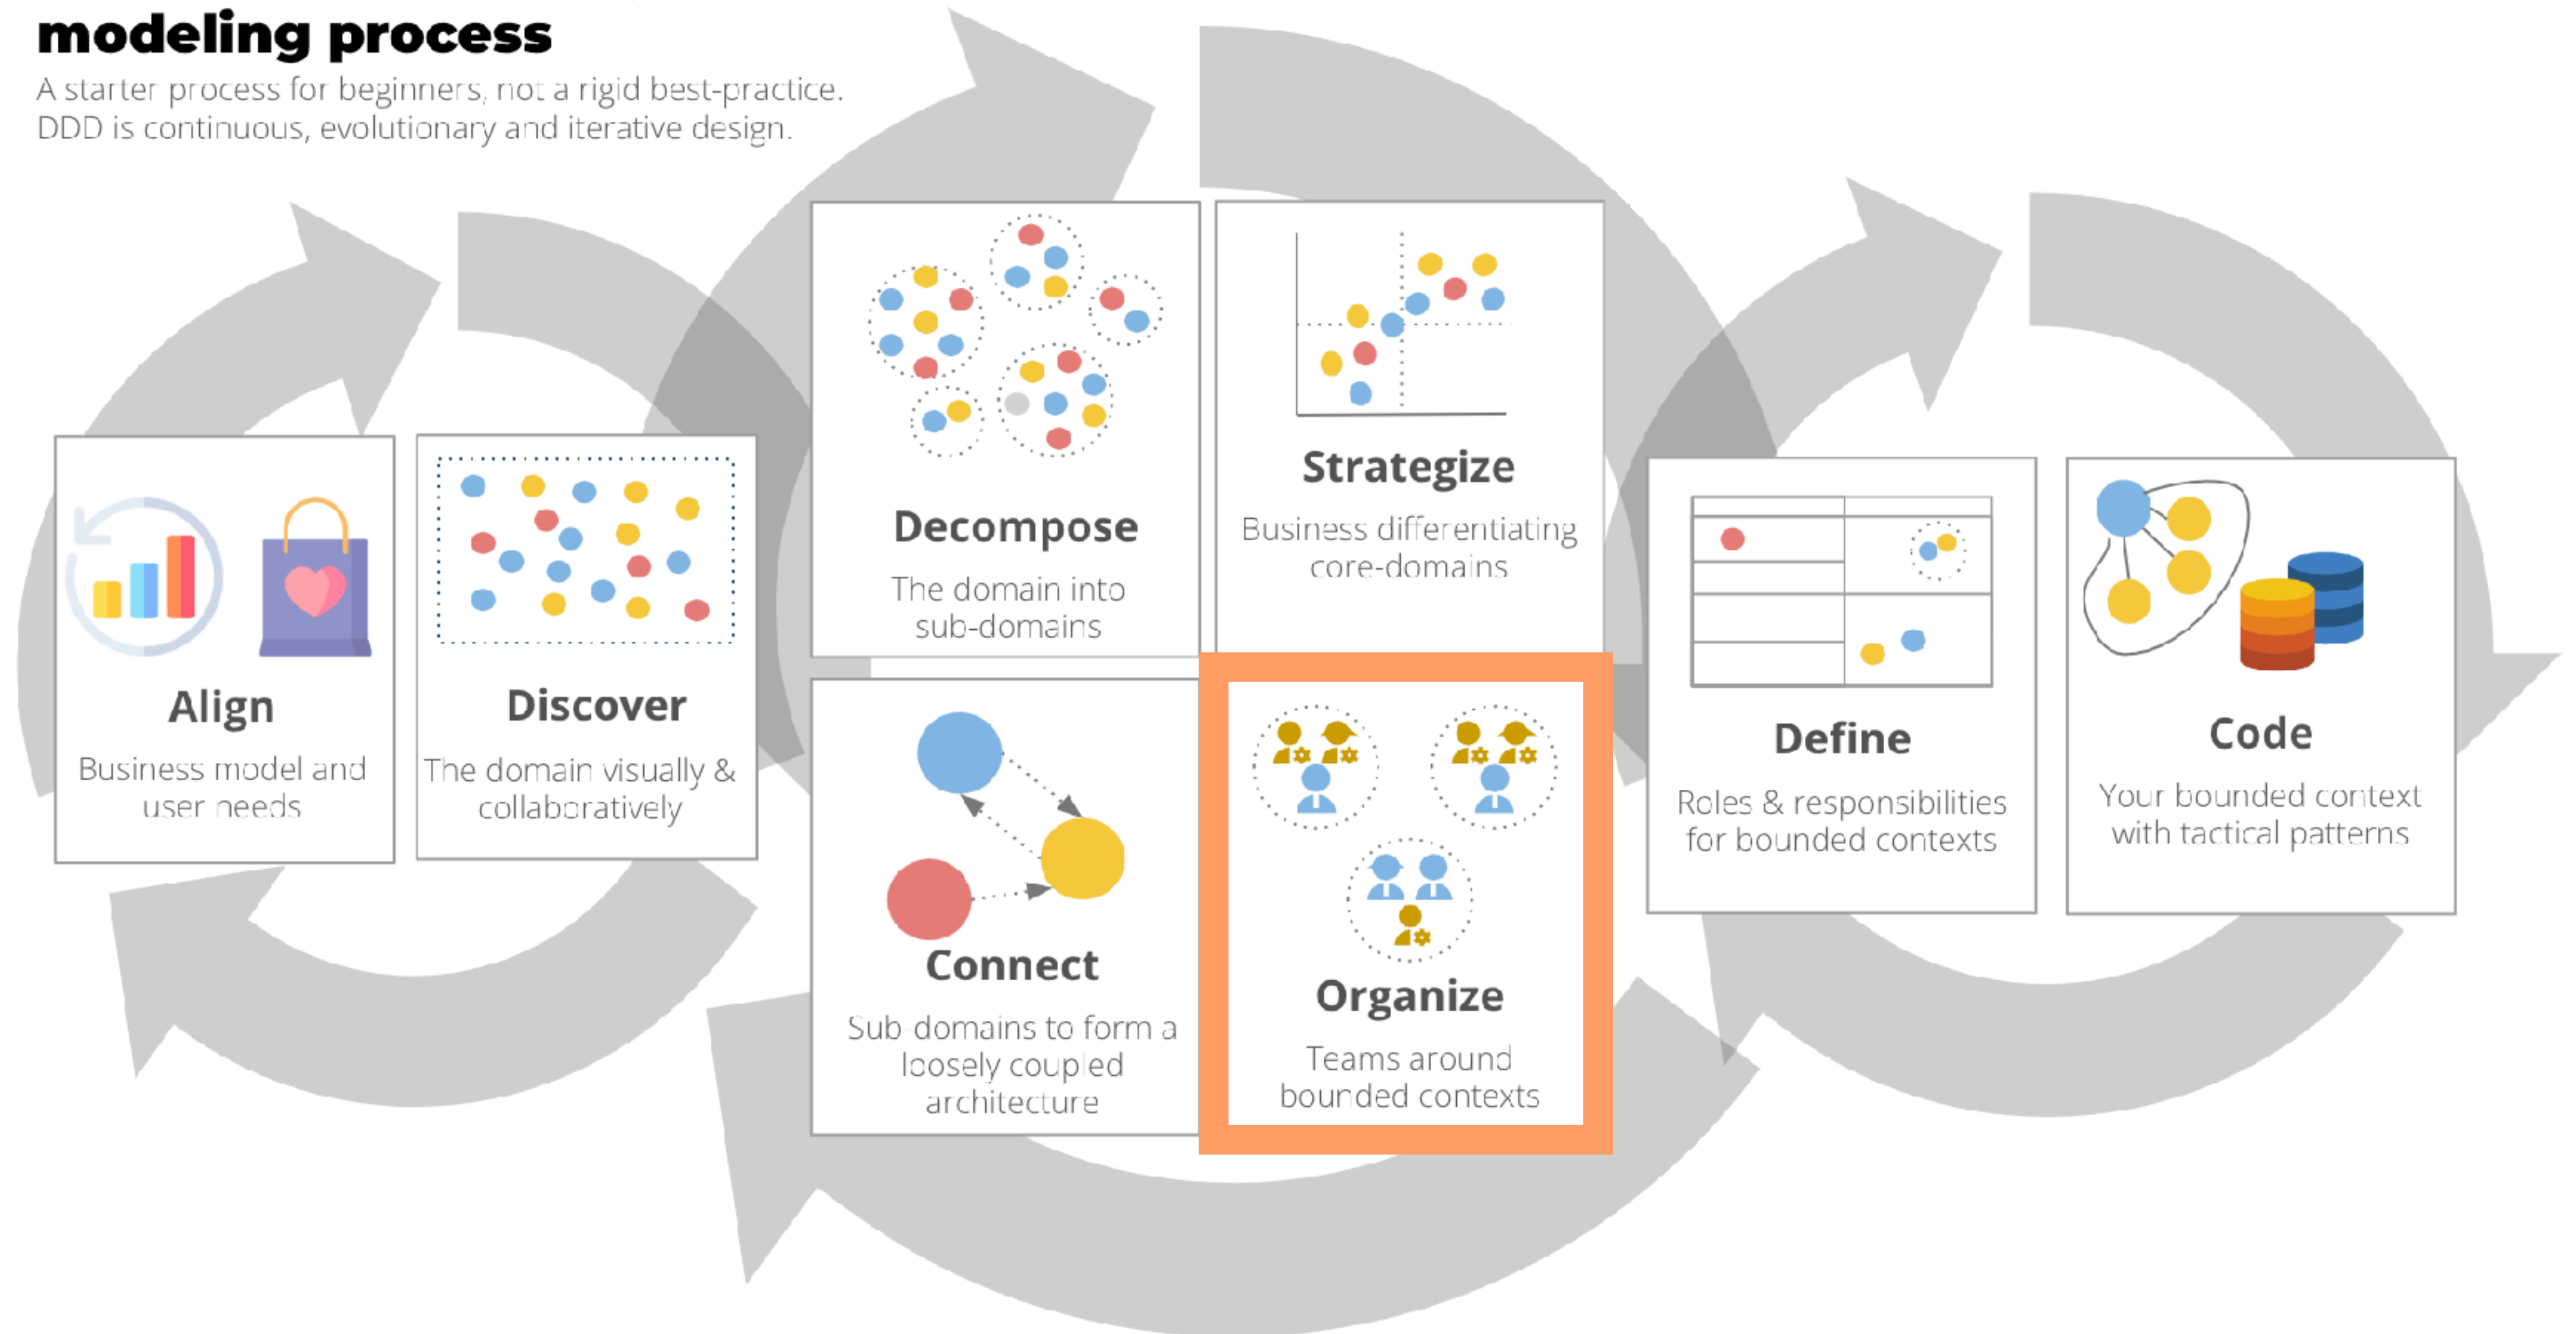 modeling process
A starter process for beginners, not a rigid best-practice.
DDD is continuous, evolutionary and iterative design.
Align
Business model and
user needs
Discover
The domain visually &
collaboratively
Decompose
The domain into
sub-domains
Strategize
Business differentiating
core-domains
Connect
Sub-domains to form a
loosely coupled
architecture
Organize
Teams around
bounded contexts
Define
Roles & responsibilities
for bounded contexts
Code
Your bounded context
with tactical patterns